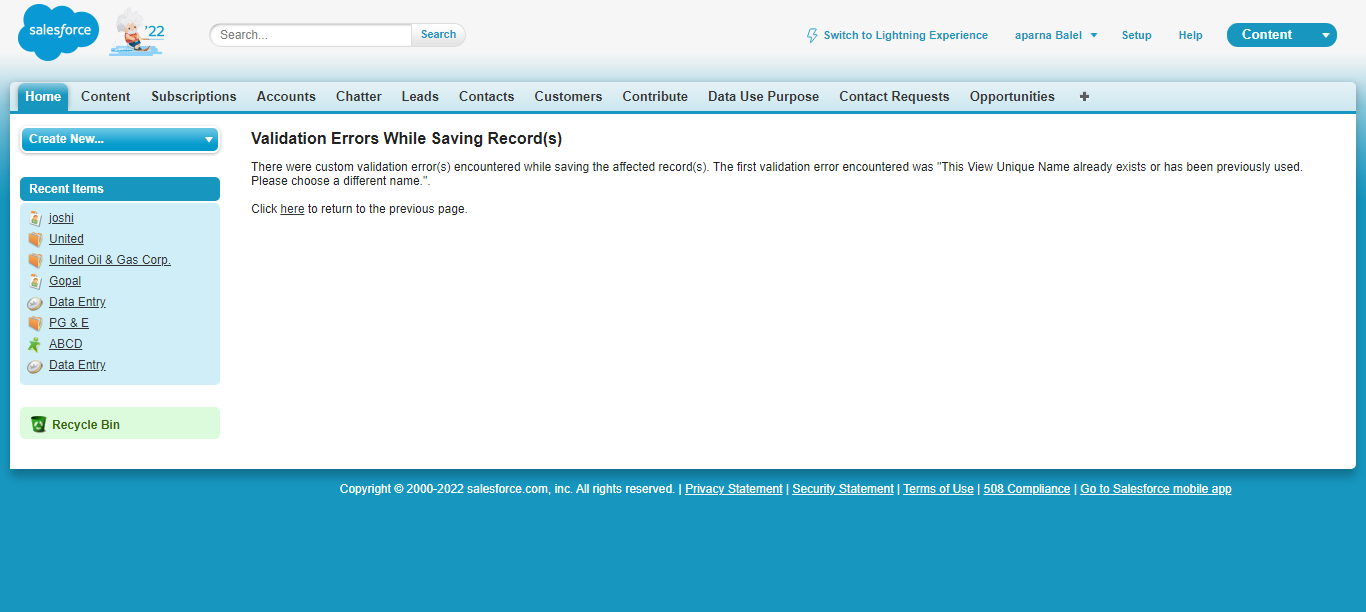 salesforce
'22
Search...
Search
Switch to Lightning Experience
aparna Balel
Setup
Help
Content
Home
Content
Subscriptions
Accounts
Chatter
Leads
Contacts
Customers
Contribute
Data Use Purpose
Contact Requests
Opportunities
Create New...
Recent Items
joshi
United
United Oil & Gas Corp.
Gopal
Data Entry
PG & E
ABCD
Data Entry
Recycle Bin
Validation Errors While Saving Record(s)
There were custom validation error(s) encountered while saving the affected record(s). The first validation error encountered was "This View Unique Name already exists or has been previously used.
Please choose a different name.".
Click here to return to the previous page.
Copyright © 2000-2022 salesforce.com, inc. All rights reserved. | Privacy Statement | Security Statement | Terms of Use | 508 Compliance | Go to Salesforce mobile app